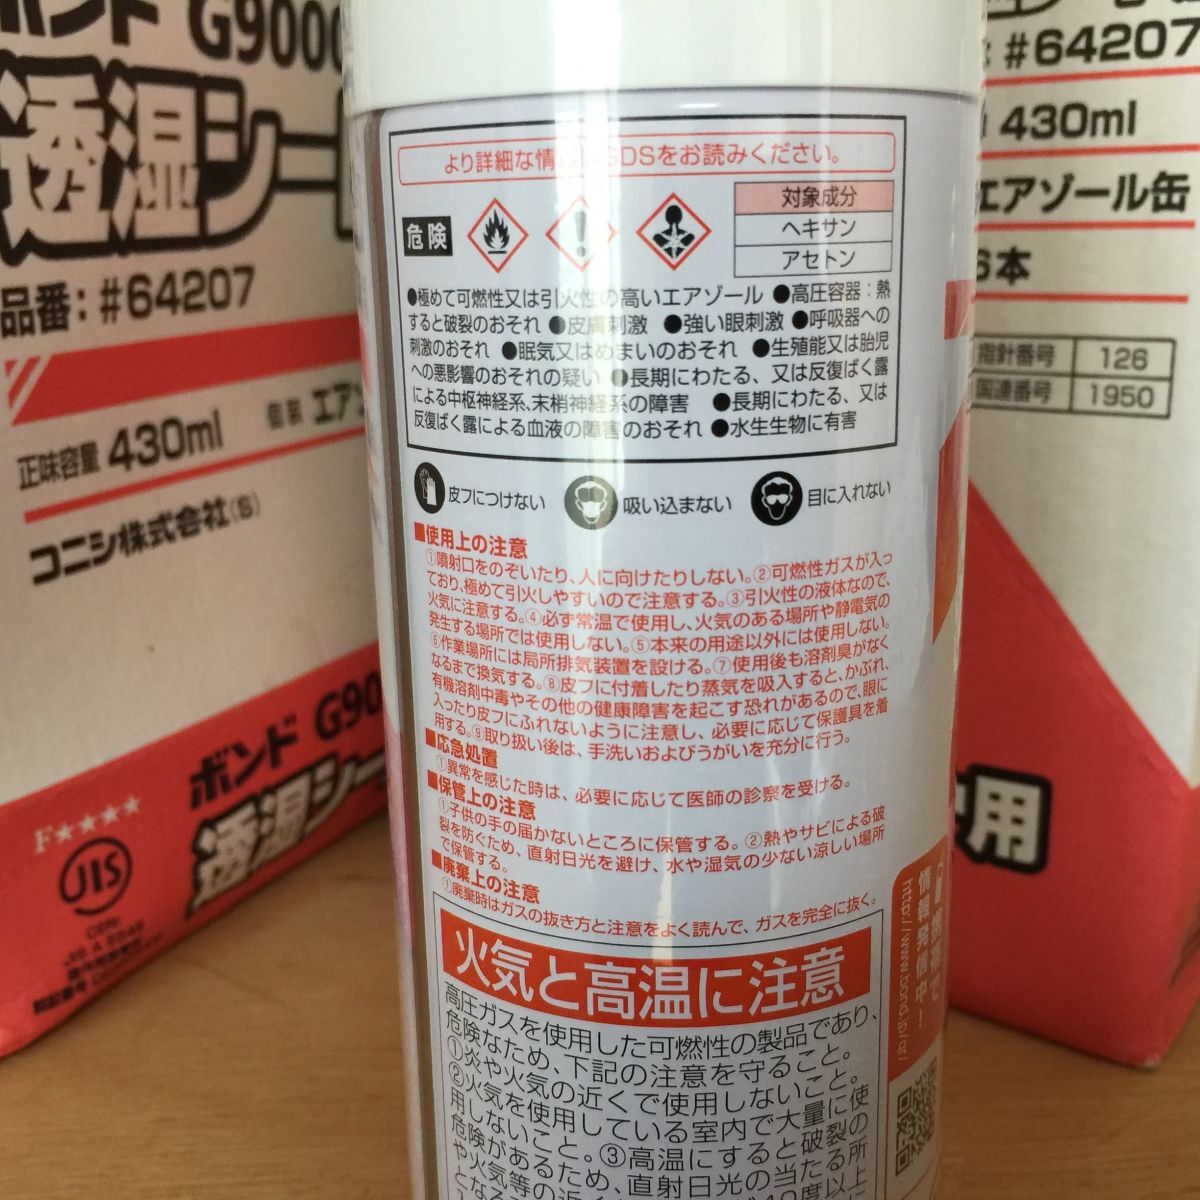 ボンド G9000
透湿シート
品番：#64207
正味容量 430ml 個装
コニシ株式会社(S)
ボンド
透湿シ
F★★★★
JIS
#64207
430ml
エアゾール缶
6本
指針番号 126
国連番号 1950
用
より詳細な情 SDSをお読みください。
危険
対象成分
ヘキサン
アセトン
●極めて可燃性又は引火性の高いエアゾール ●高圧容器：熱
すると破裂のおそれ ●皮膚刺激 ●強い眼刺激 ●呼吸器への
刺激のおそれ ●眠気又はめまいのおそれ ●生殖能又は胎児
への悪影響のおそれの疑い ●長期にわたる、又は反復ばく露
による中枢神経系、末梢神経系の障害 ●長期にわたる、又は
反復ばく露による血液の障害のおそれ ●水生生物に有害
皮フにつけない 吸い込まない 目に入れない
■使用上の注意
①噴射口をのぞいたり、人に向けたりしない。②可燃性ガスが入っ
ており、極めて引火しやすいので注意する。③引火性の液体なので、
火気に注意する。④必ず常温で使用し、火気のある場所や静電気の
発生する場所では使用しない。⑤本来の用途以外には使用しない。
⑥作業場所には局所排気装置を設ける。⑦使用後も溶剤臭がなく
なるまで換気する。⑧皮フに付着したり蒸気を吸入すると、かぶれ、
有機溶剤中毒やその他の健康障害を起こす恐れがあるので、眼に
入ったり皮フにふれないように注意し、必要に応じて保護具を着
用する。⑨取り扱い後は、手洗いおよびうがいを充分に行う。
■応急処置
①異常を感じた時は、必要に応じて医師の診察を受ける。
■保管上の注意
①子供の手の届かないところに保管する。②熱やサビによる破
裂を防ぐため、直射日光を避け、水や湿気の少ない涼しい場所
で保管する。
■廃棄上の注意
①廃棄時はガスの抜き方と注意をよく読んで、ガスを完全に抜く。
火気と高温に注意
高圧ガスを使用した可燃性の製品であり、
危険なため、下記の注意を守ること。
①炎や火気の近くで使用しないこと。
②火気を使用している室内で大量に使
用しないこと。③高温にすると破裂の
危険があるため、直射日光の当たる所
や火気等の近く 40度以上
となる
情報発信中！
http://www.bond.jp/qr/